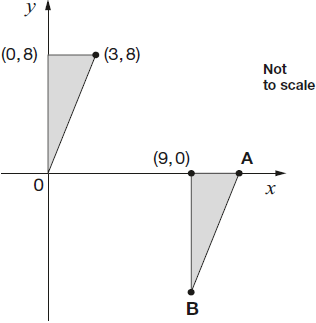 y
(0, 8)
(3, 8)
Not
to scale
(9, 0)
A
0
x
B